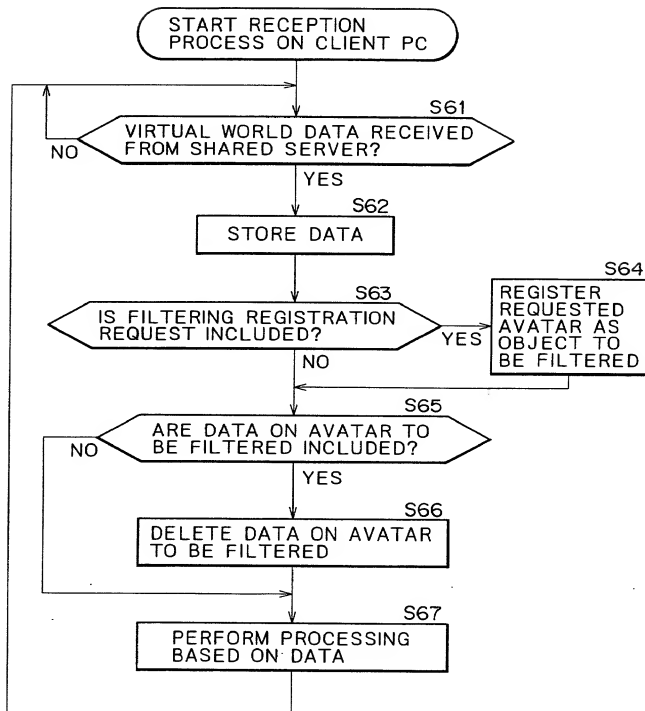 START RECEPTION
PROCESS ON CLIENT PC
S61
VIRTUAL WORLD DATA RECEIVED
FROM SHARED SERVER?
NO
YES
S62
STORE DATA
S63
IS FILTERING REGISTRATION
REQUEST INCLUDED?
YES
NO
S64
REGISTER
REQUESTED
AVATAR AS
OBJECT TO
BE FILTERED
S65
ARE DATA ON AVATAR TO
BE FILTERED INCLUDED?
NO
YES
S66
DELETE DATA ON AVATAR
TO BE FILTERED
S67
PERFORM PROCESSING
BASED ON DATA